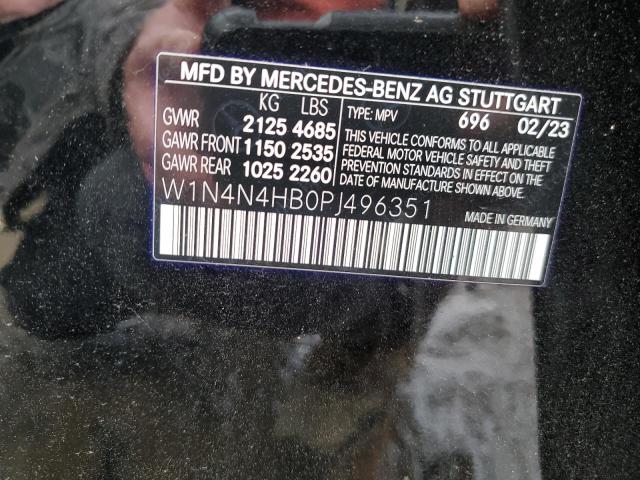 MFD BY MERCEDES-BENZ AG STUTTGART
KG LBS TYPE: MPV 696 02/23
GVWR 2125 4685
GAWR FRONT 1150 2535
GAWR REAR 1025 2260
THIS VEHICLE CONFORMS TO ALL APPLICABLE
FEDERAL MOTOR VEHICLE SAFETY AND THEFT
PREVENTION STANDARDS IN EFFECT ON THE
DATE OF MANUFACTURE SHOWN ABOVE.
W1N4N4HB0PJ496351
MADE IN GERMANY